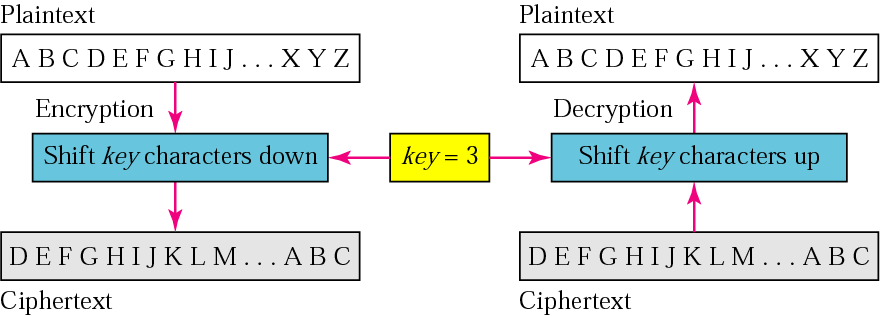 Plaintext
A B C D E F G H I J . . . X Y Z
Encryption
Shift key characters down
D E F G H I J K L M . . . A B C
Ciphertext
key = 3
Plaintext
A B C D E F G H I J . . . X Y Z
Decryption
Shift key characters up
D E F G H I J K L M . . . A B C
Ciphertext